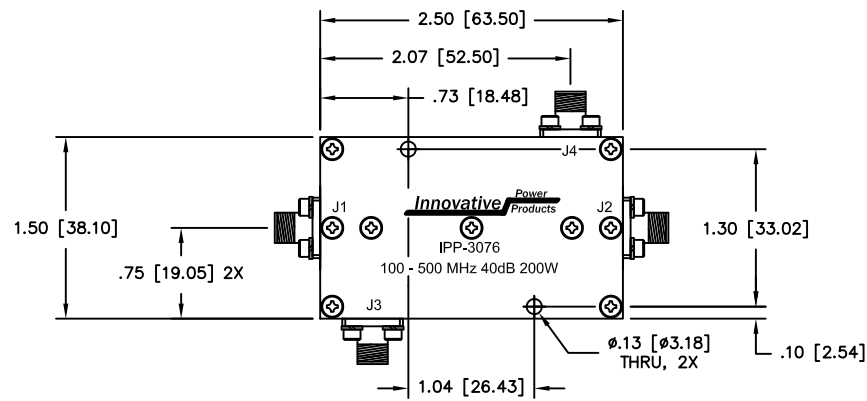 2.50 [63.50]
2.07 [52.50]
.73 [18.48]
J4
1.50 [38.10]
J1
Innovative Power Products
J2
1.30 [33.02]
IPP-3076
.75 [19.05] 2X
100 - 500 MHz 40dB 200W
J3
ø.13 [ø3.18]
THRU, 2X
.10 [2.54]
1.04 [26.43]